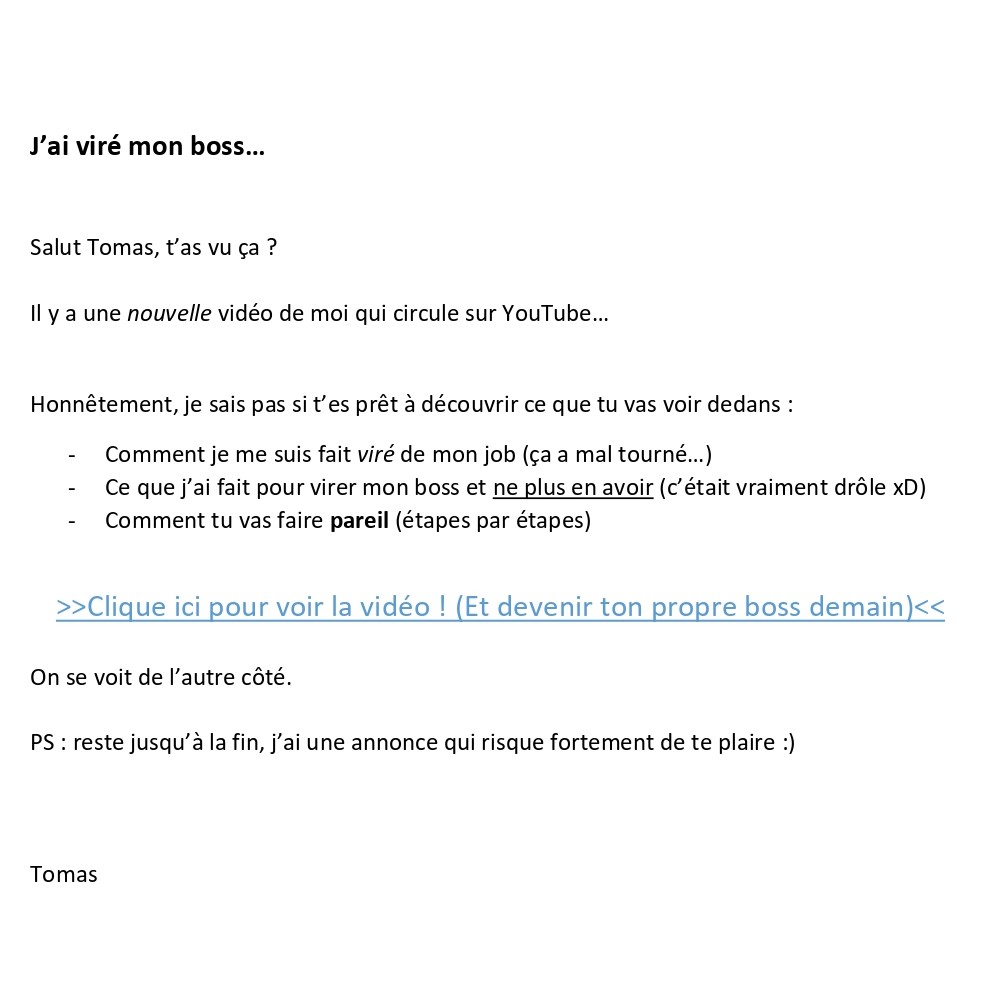 J’ai viré mon boss…
Salut Tomas, t’as vu ça ?
Il y a une nouvelle vidéo de moi qui circule sur YouTube…
Honnêtement, je sais pas si t’es prêt à découvrir ce que tu vas voir dedans :
- Comment je me suis fait viré de mon job (ça a mal tourné…)
- Ce que j’ai fait pour virer mon boss et ne plus en avoir (c’était vraiment drôle xD)
- Comment tu vas faire pareil (étapes par étapes)
>>Clique ici pour voir la vidéo ! (Et devenir ton propre boss demain)<<
On se voit de l’autre côté.
PS : reste jusqu’à la fin, j’ai une annonce qui risque fortement de te plaire :)
Tomas